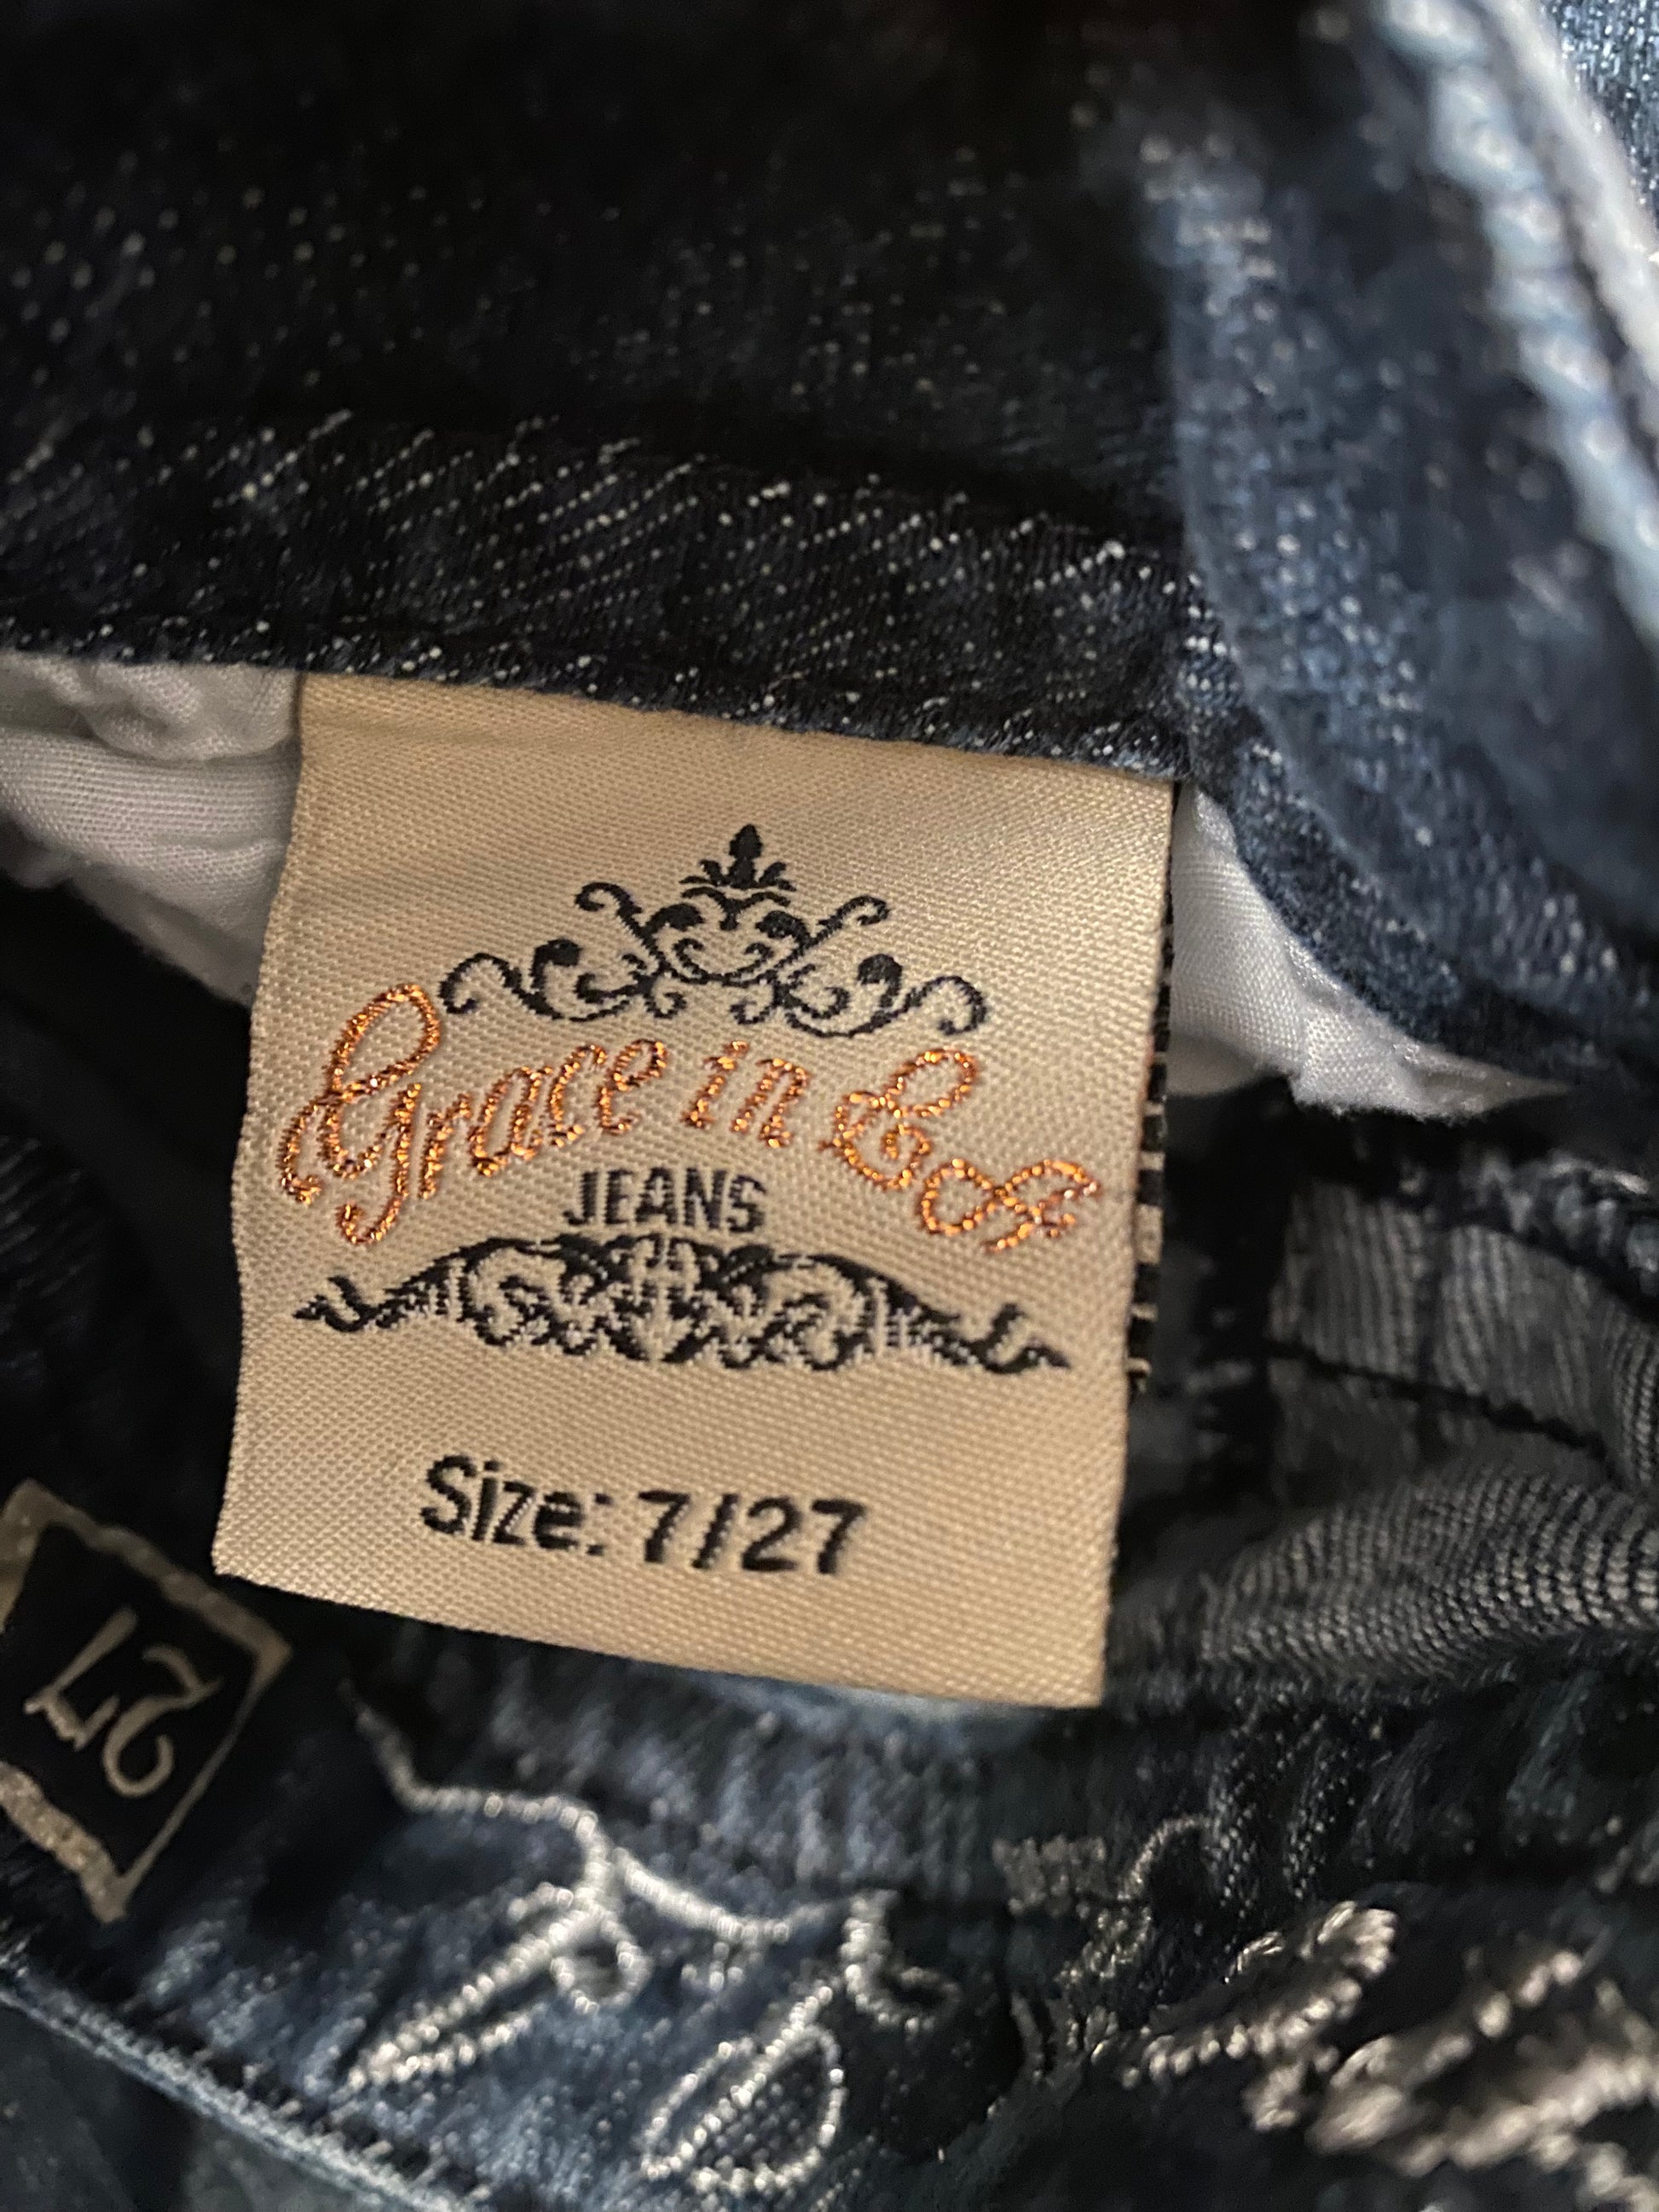 Grace in LA
JEANS
Size: 7/27
27